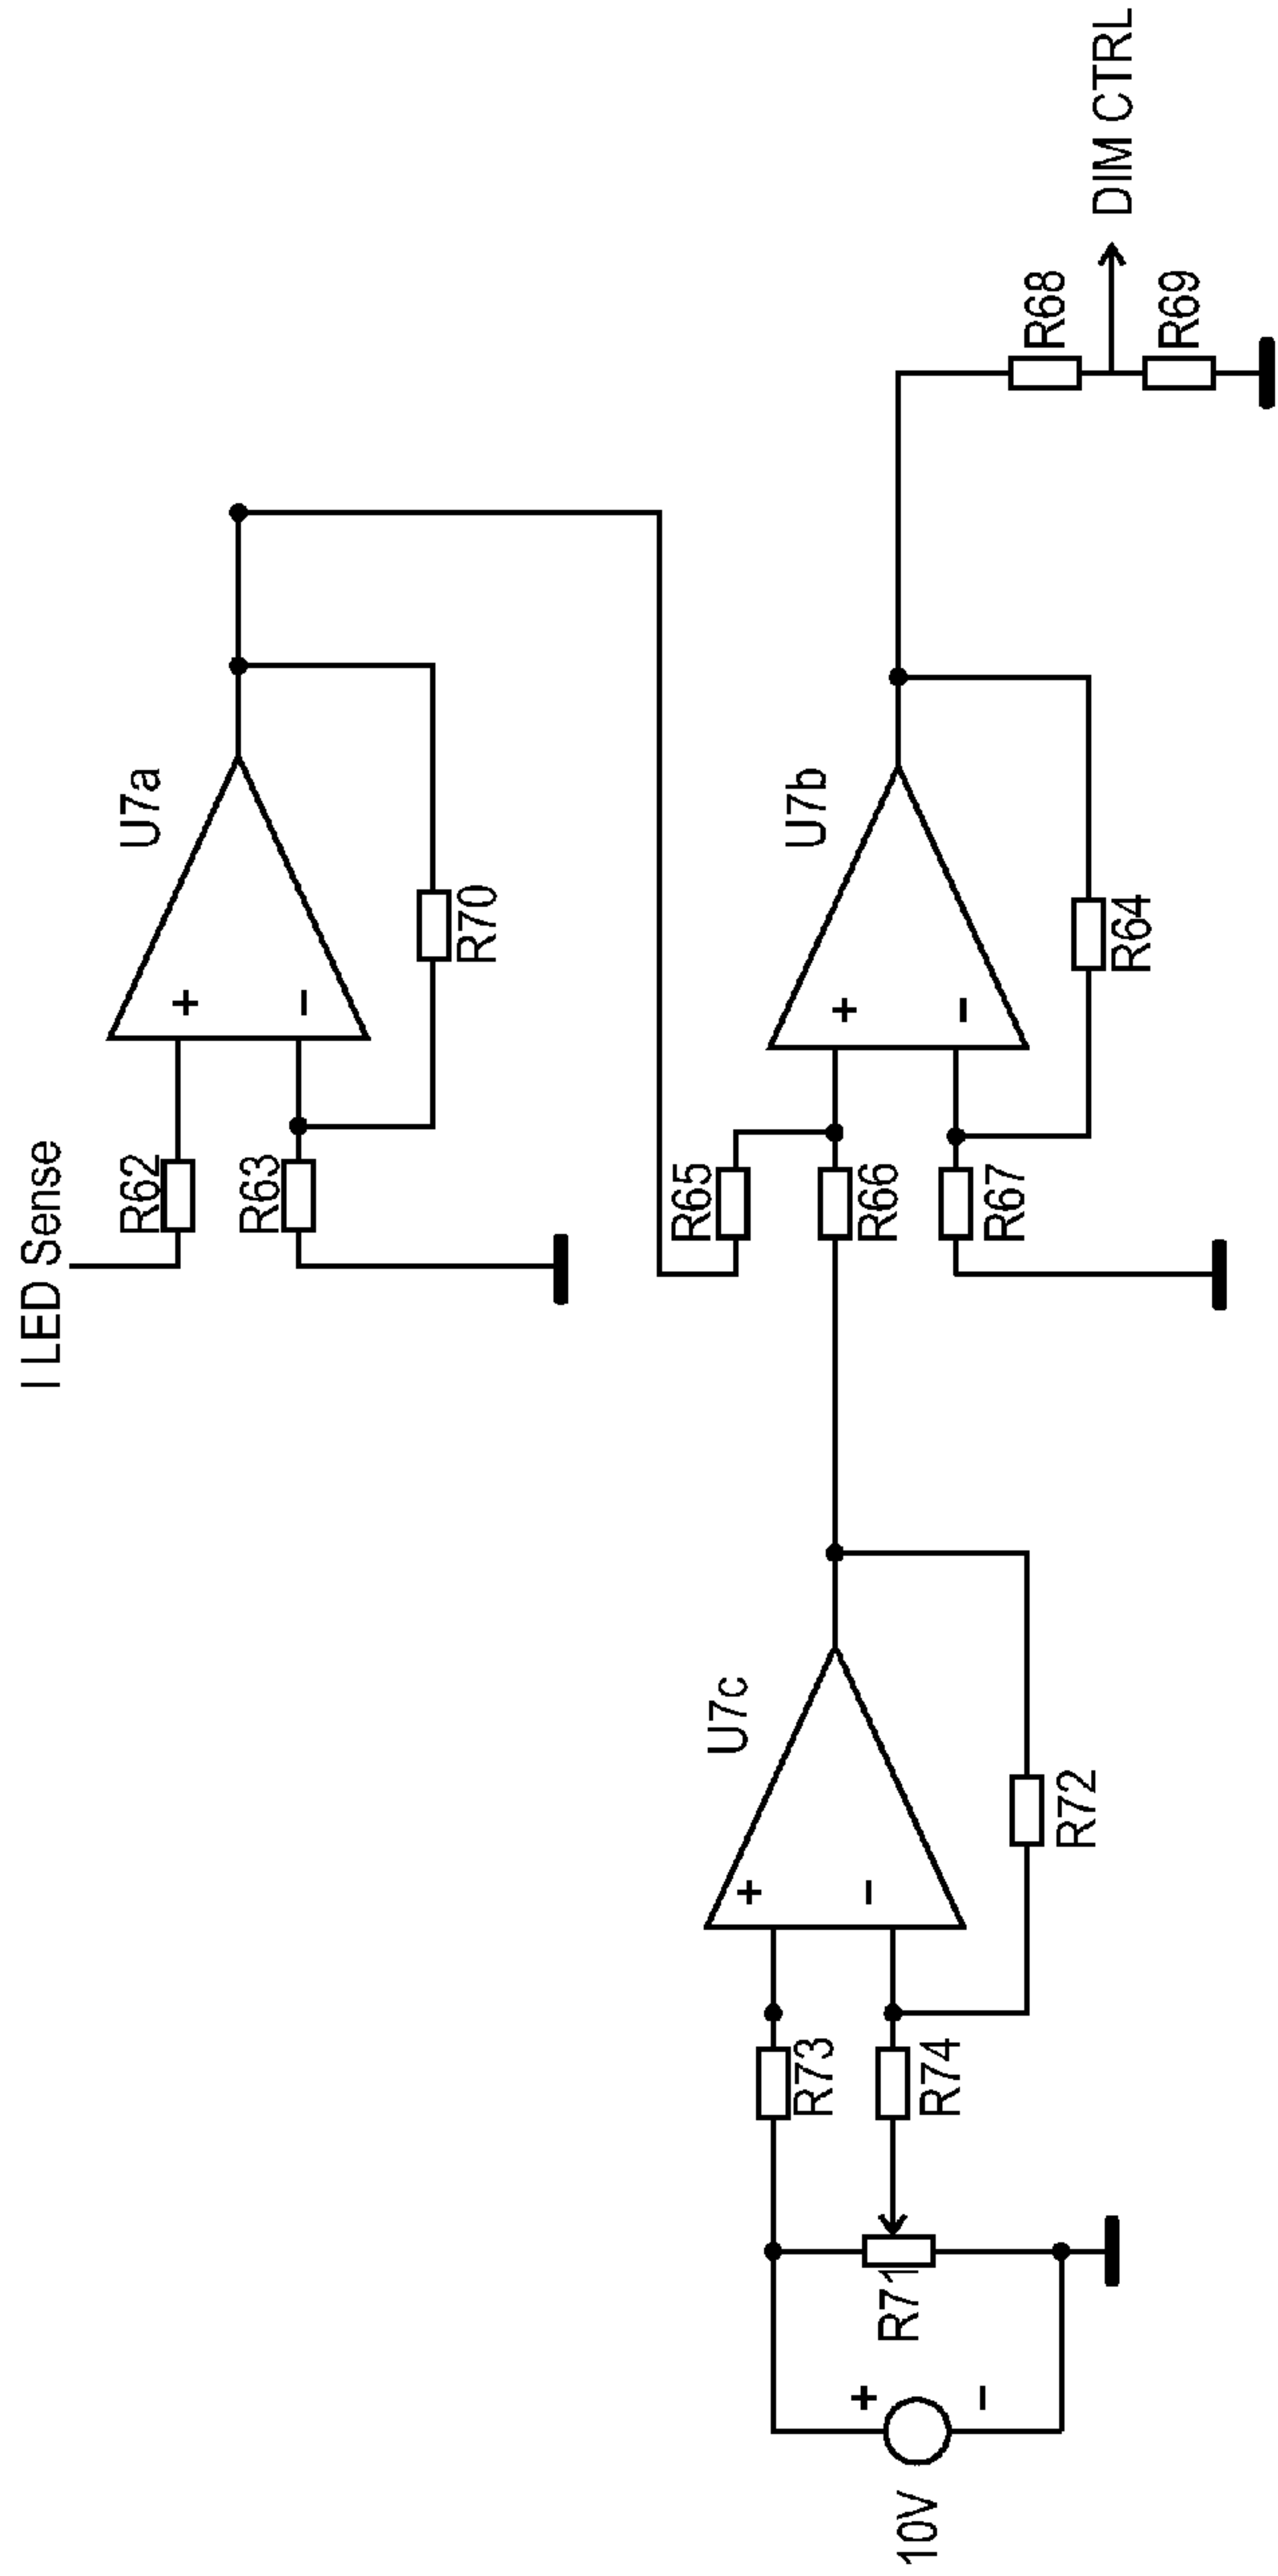 I LED Sense
R62
R63
+
−
U7a
R70
10V
+
−
R71
R73
R74
+
−
U7c
R72
R65
R66
R67
+
−
U7b
R64
R68
R69
DIM CTRL